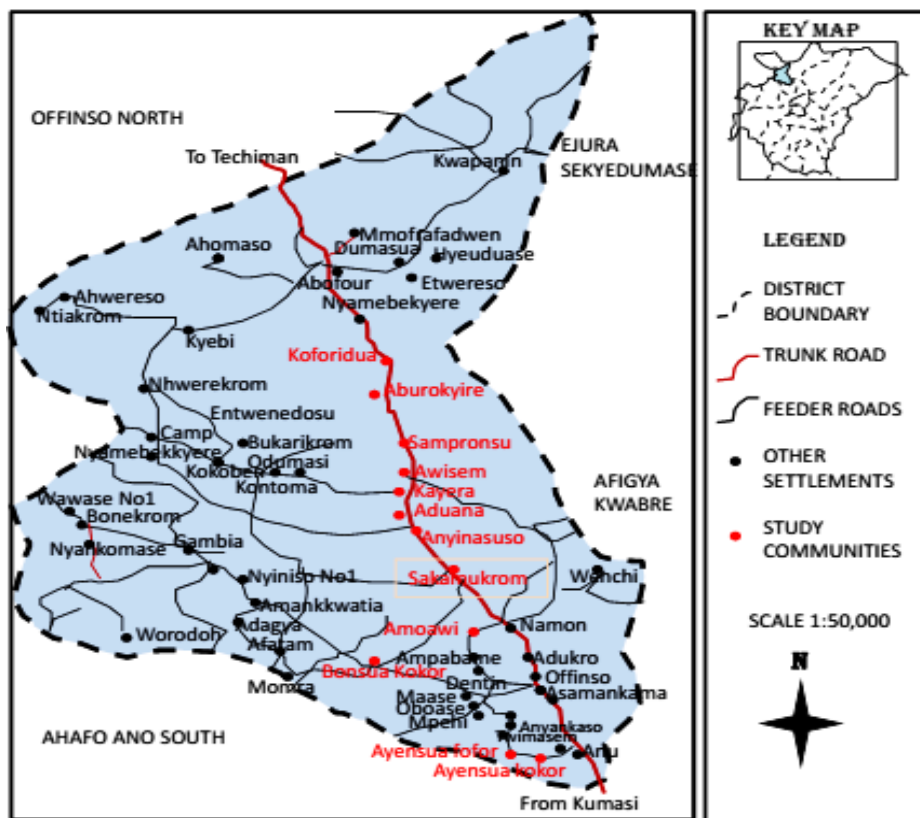 KEY MAP
OFFINSO NORTH
EJURA
SEKYEDUMASE
To Techiman
Kwapanin
Mmofrafadwen
Ahomaso
Dumasua
Hyeuduase
Abofour
Etwereso
Ahwereso
Nyamebekyere
Ntiakrom
Kyebi
Koforidua
Nhwerekrom
Aburokyire
Entwenedosu
Camp
Bukarikrom
Sampronsu
Nyamebekkyere
Kokoben
Odumasi
Kontoma
Awisem
Kayera
AFIGYA
KWABRE
Wawase No1
Bonekrom
Aduana
Anyinasuso
Nyankomase
Gambia
Nyiniso No1
Sakamukrom
Wenchi
Amankkwatia
Adagya
Worodoh
Afatam
Amoawi
Namon
Bonsua Kokor
Ampabame
Adukro
Momta
Dentin
Offinso
Maase
Asamankama
Oboase
Mpehi
Anyankaso
Twimasem
AHAFO ANO SOUTH
Ayensua fofor
Anu
Ayensua kokor
From Kumasi
LEGEND
DISTRICT
BOUNDARY
TRUNK ROAD
FEEDER ROADS
OTHER
SETTLEMENTS
STUDY
COMMUNITIES
SCALE 1:50,000
N